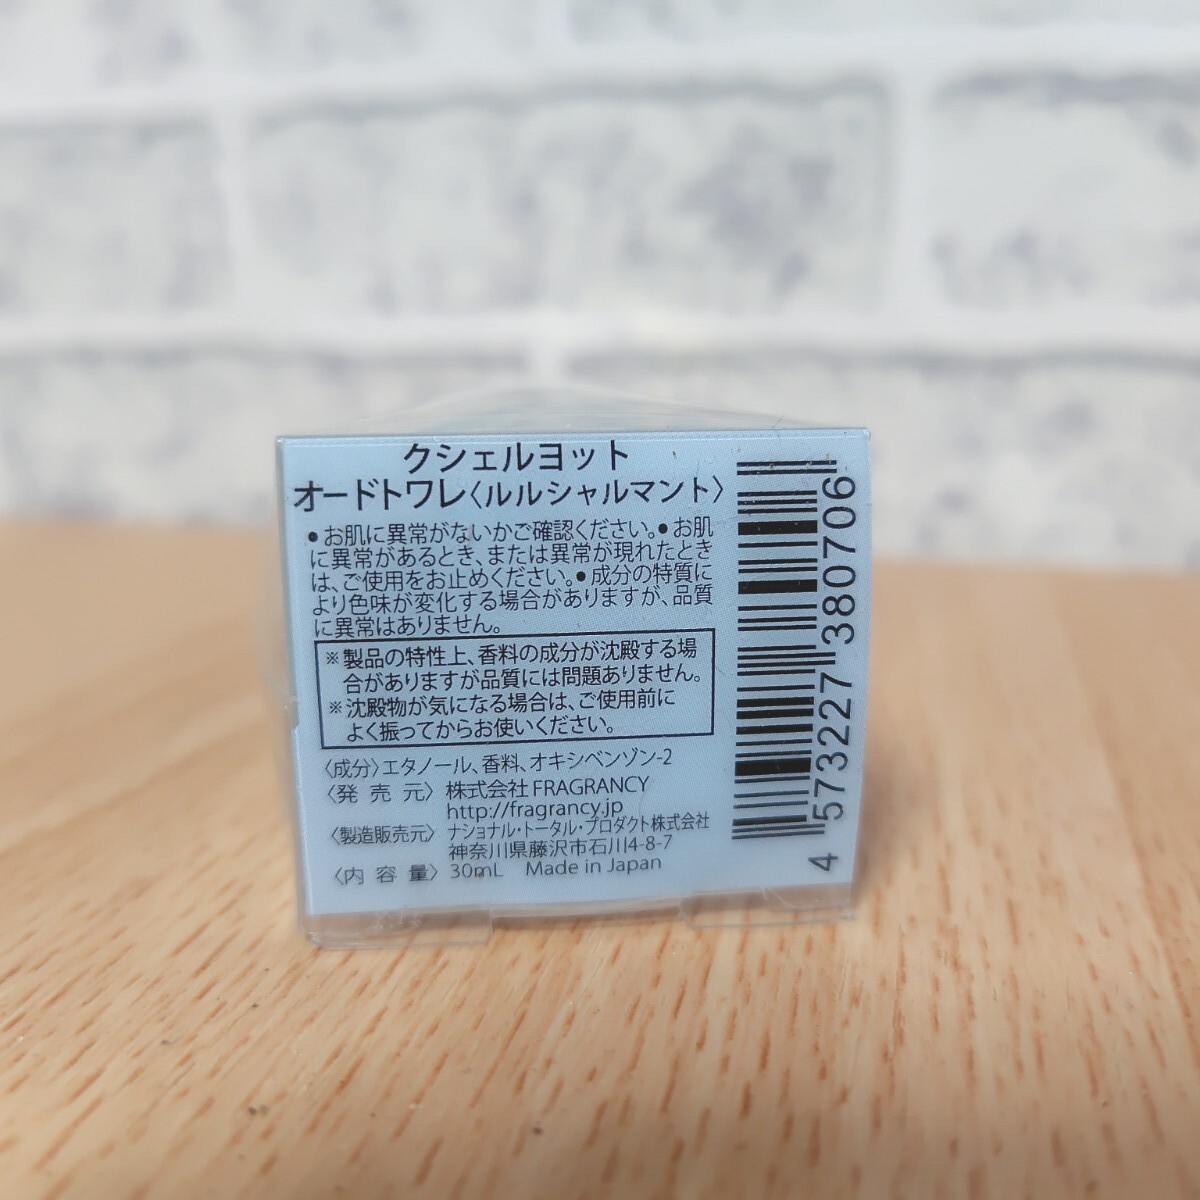 クシェルヨット
オードトワレ〈ルルシャルマント〉
●お肌に異常がないかご確認ください。●お肌
に異常があるとき、または異常が現れたとき
は、ご使用をお止めください。●成分の特質に
より色味が変化する場合がありますが、品質
に異常はありません。
※製品の特性上、香料の成分が沈殿する場
合がありますが品質には問題ありません。
※沈殿物が気になる場合は、ご使用前に
よく振ってからお使いください。
〈成分〉エタノール、香料、オキシベンゾン-2
〈発売元〉株式会社FRAGRANCY
http://fragrancy.jp
〈製造販売元〉ナショナル・トータル・プロダクト株式会社
神奈川県藤沢市石川4-8-7
〈内容量〉30mL Made in Japan
4 573227 380706